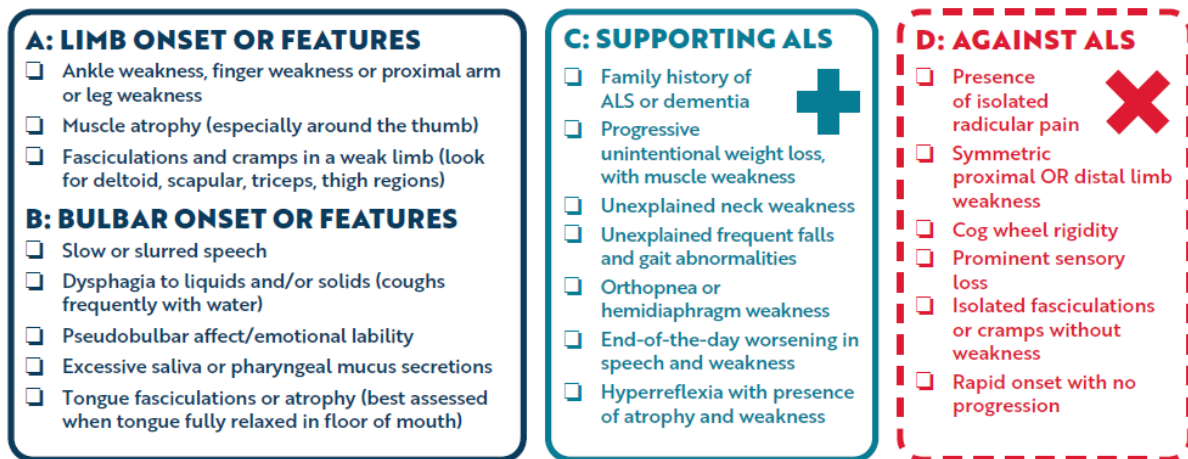 A: LIMB ONSET OR FEATURES
❏ Ankle weakness, finger weakness or proximal arm
or leg weakness
❏ Muscle atrophy (especially around the thumb)
❏ Fasciculations and cramps in a weak limb (look
for deltoid, scapular, triceps, thigh regions)
B: BULBAR ONSET OR FEATURES
❏ Slow or slurred speech
❏ Dysphagia to liquids and/or solids (coughs
frequently with water)
❏ Pseudobulbar affect/emotional lability
❏ Excessive saliva or pharyngeal mucus secretions
❏ Tongue fasciculations or atrophy (best assessed
when tongue fully relaxed in floor of mouth)
C: SUPPORTING ALS
❏ Family history of
ALS or dementia
❏ Progressive
unintentional weight loss,
with muscle weakness
❏ Unexplained neck weakness
❏ Unexplained frequent falls
and gait abnormalities
❏ Orthopnea or
hemidiaphragm weakness
❏ End-of-the-day worsening in
speech and weakness
❏ Hyperreflexia with presence
of atrophy and weakness
D: AGAINST ALS
❏ Presence
of isolated
radicular pain
❏ Symmetric
proximal OR distal limb
weakness
❏ Cog wheel rigidity
❏ Prominent sensory
loss
❏ Isolated fasciculations
or cramps without
weakness
❏ Rapid onset with no
progression